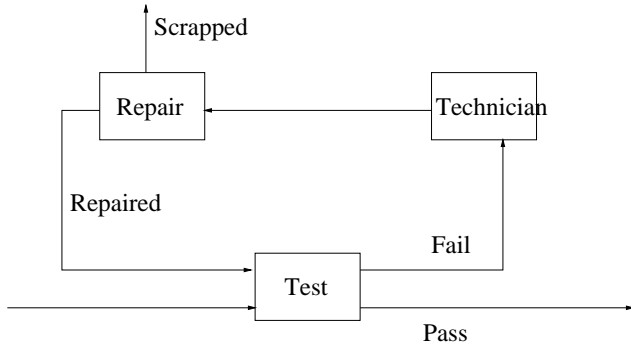 Scrapped
Repair
Technician
Repaired
Fail
Test
Pass